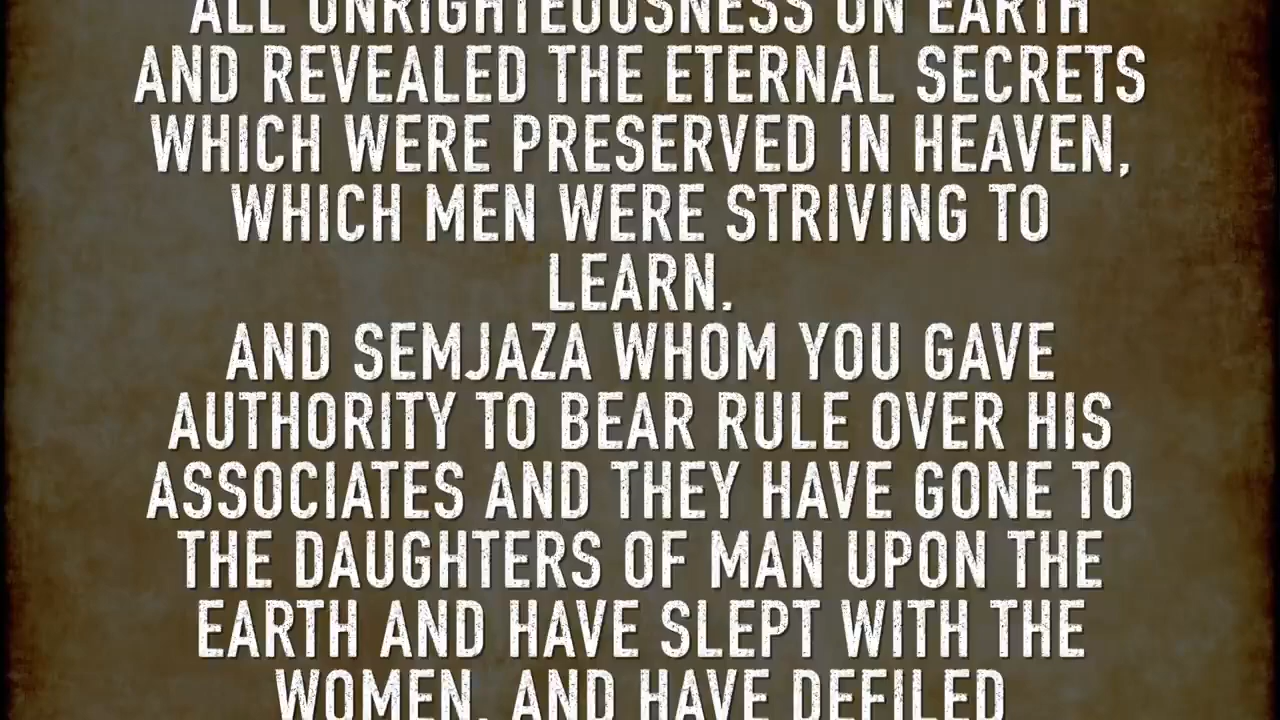 ALL UNRIGHTEOUSNESS ON EARTH
AND REVEALED THE ETERNAL SECRETS
WHICH WERE PRESERVED IN HEAVEN,
WHICH MEN WERE STRIVING TO
LEARN.
AND SEMJAZA WHOM YOU GAVE
AUTHORITY TO BEAR RULE OVER HIS
ASSOCIATES AND THEY HAVE GONE TO
THE DAUGHTERS OF MAN UPON THE
EARTH AND HAVE SLEPT WITH THE
WOMEN, AND HAVE DEFILED